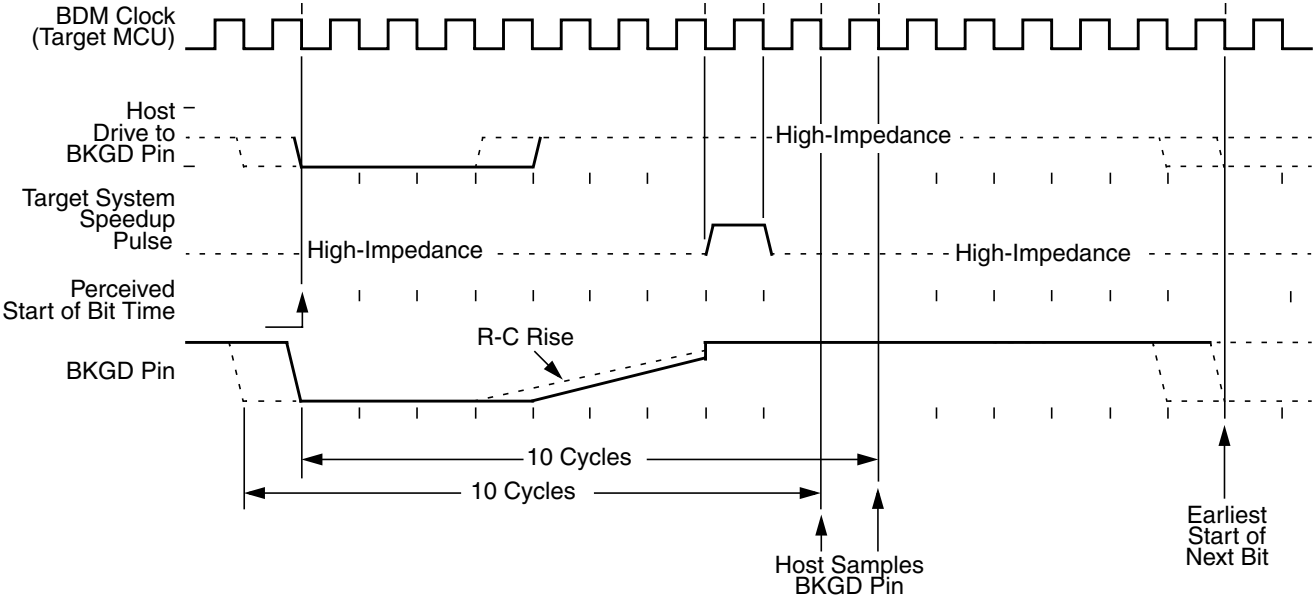 BDM Clock
(Target MCU)
Host
Drive to
BKGD Pin
High-Impedance
Target System
Speedup
Pulse
High-Impedance
High-Impedance
Perceived
Start of Bit Time
R-C Rise
BKGD Pin
10 Cycles
10 Cycles
Earliest
Start of
Next Bit
Host Samples
BKGD Pin